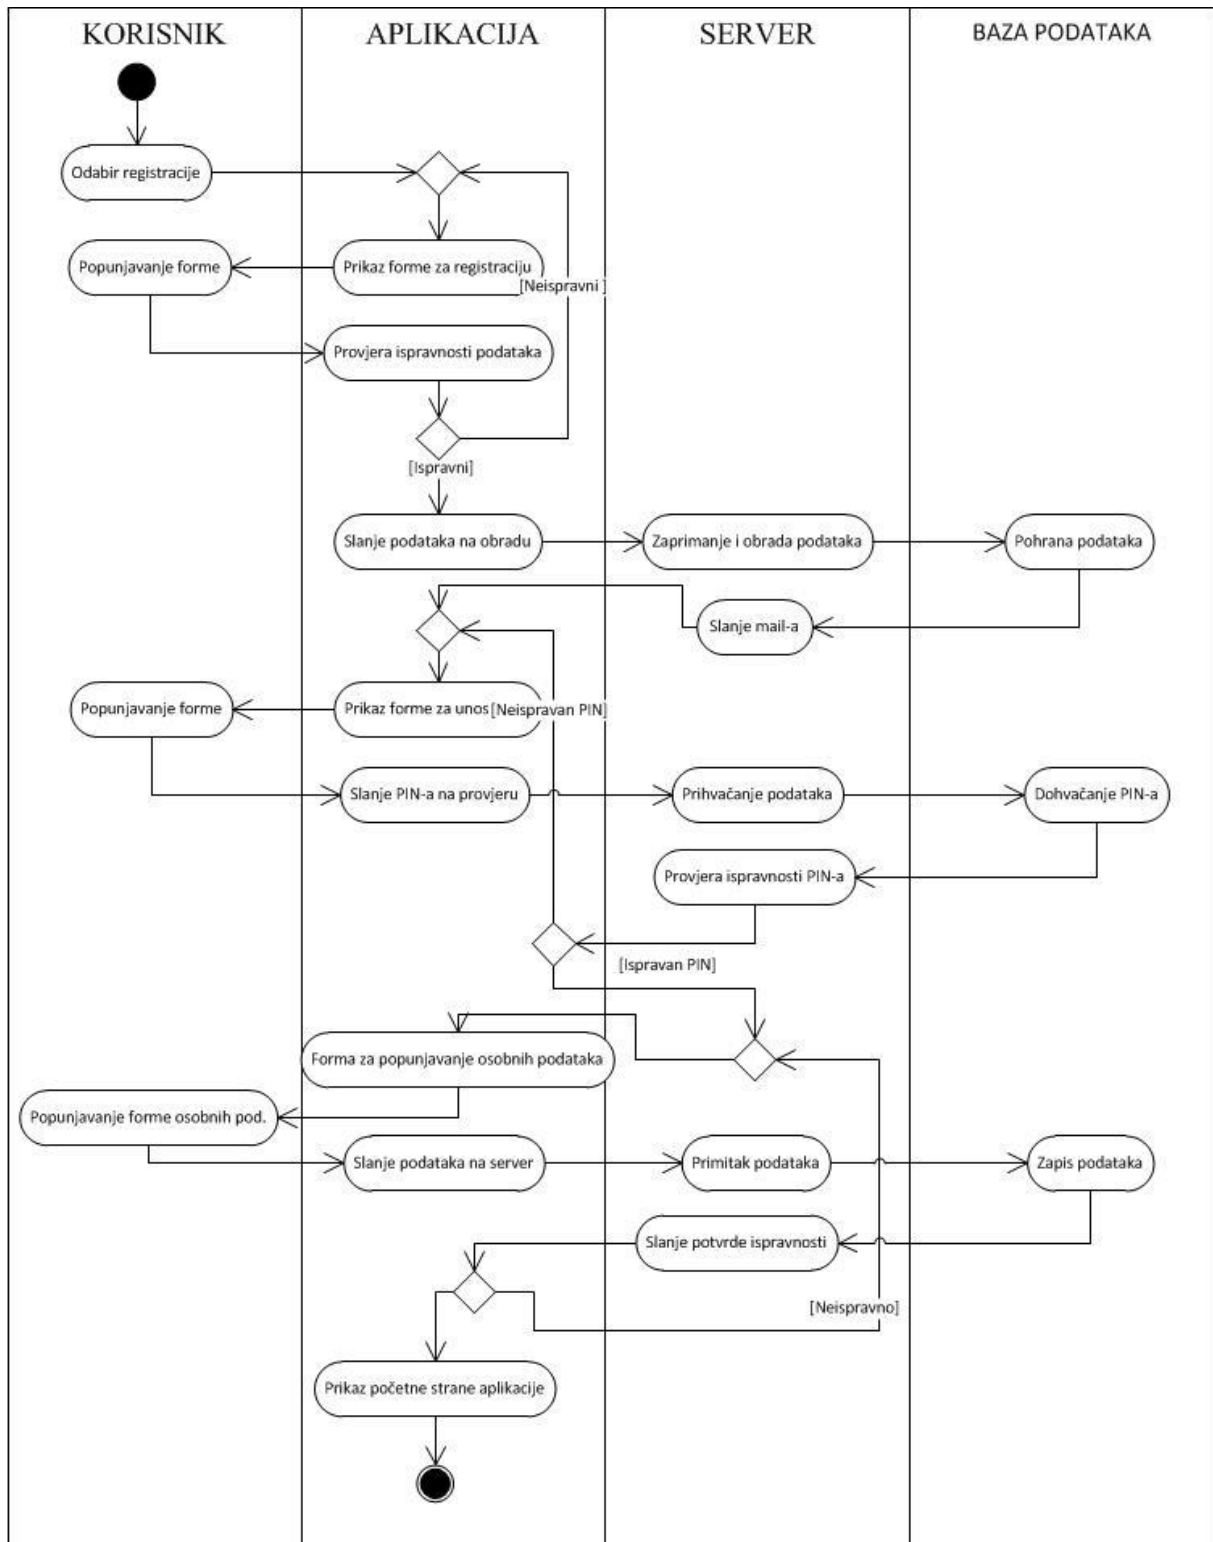 KORISNIK
APLIKACIJA
SERVER
BAZA PODATAKA
Odabir registracije
Popunjavanje forme
Prikaz forme za registraciju
[Neispravni ]
Provjera ispravnosti podataka
[Ispravni]
Slanje podataka na obradu
Zaprimanje i obrada podataka
Pohrana podataka
Slanje mail-a
Popunjavanje forme
Prikaz forme za unos
[Neispravan PIN]
Slanje PIN-a na provjeru
Prihvačanje podataka
Dohvačanje PIN-a
Provjera ispravnosti PIN-a
[Ispravan PIN]
Forma za popunjavanje osobnih podataka
Popunjavanje forme osobnih pod.
Slanje podataka na server
Primitak podataka
Zapis podataka
Slanje potvrde ispravnosti
[Neispravno]
Prikaz početne strane aplikacije